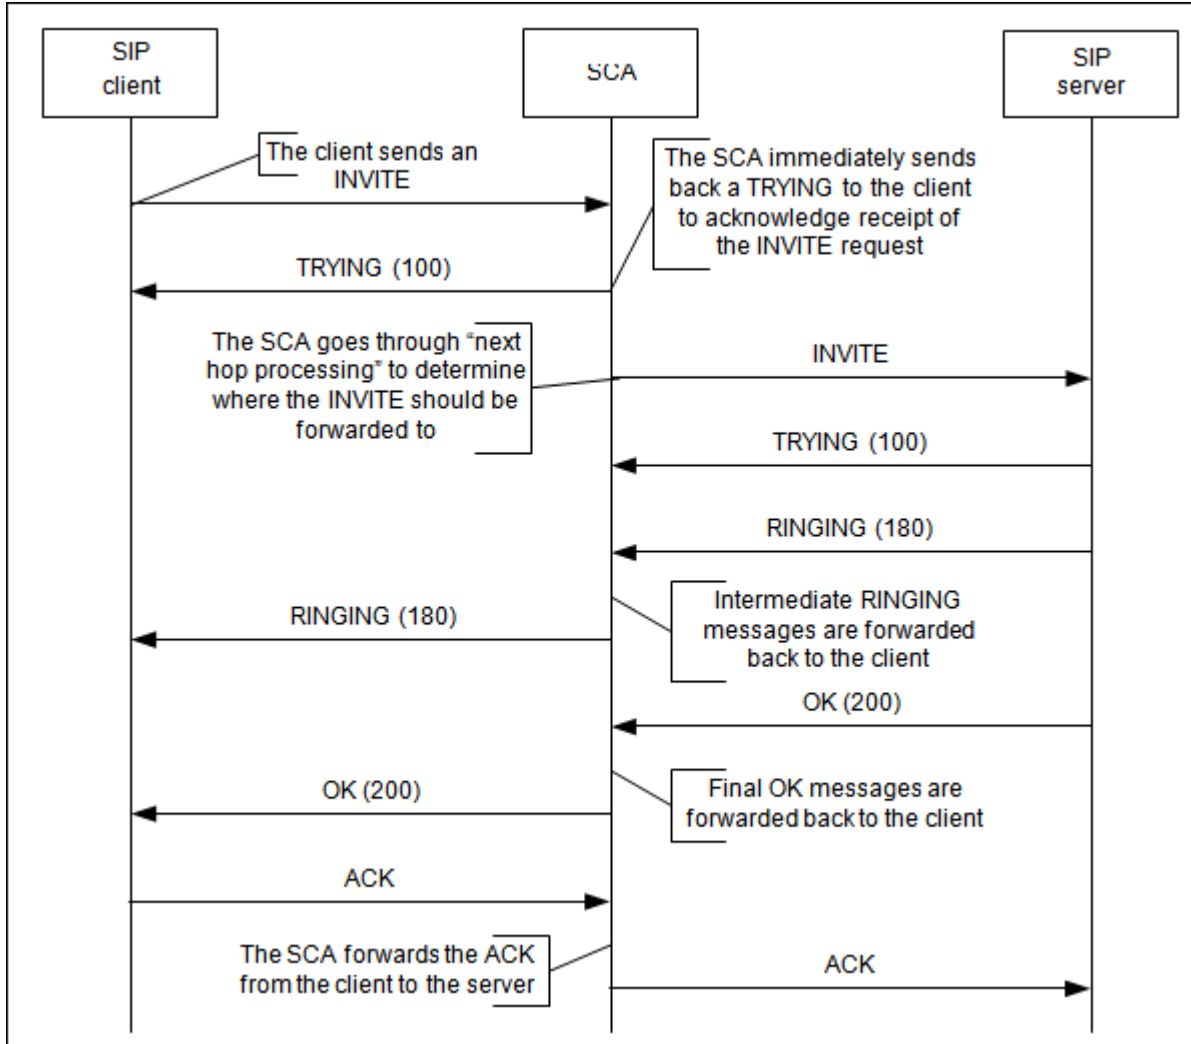 SIP
client
SCA
SIP
server
The client sends an
INVITE
The SCA immediately sends
back a TRYING to the client
to acknowledge receipt of
the INVITE request
TRYING (100)
The SCA goes through “next
hop processing” to determine
where the INVITE should be
forwarded to
INVITE
TRYING (100)
RINGING (180)
Intermediate RINGING
messages are forwarded
back to the client
RINGING (180)
OK (200)
Final OK messages are
forwarded back to the client
OK (200)
ACK
The SCA forwards the ACK
from the client to the server
ACK